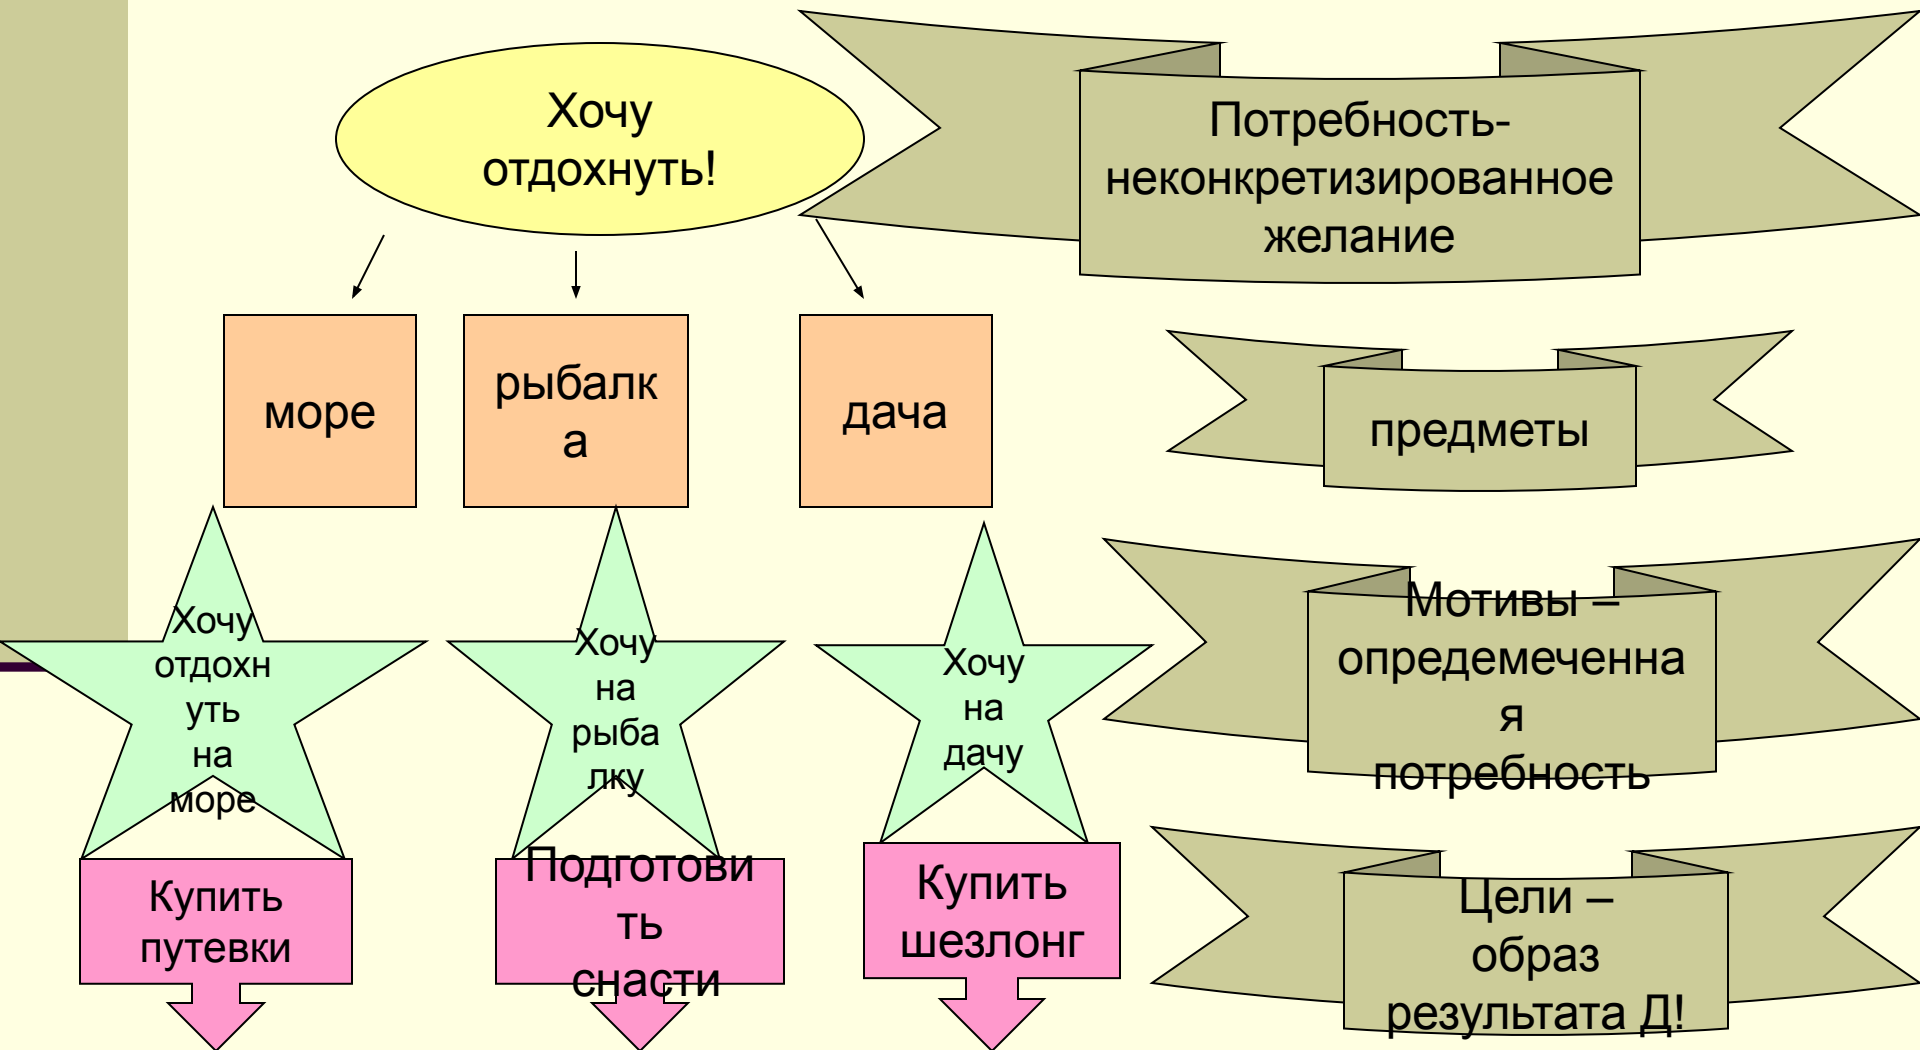 Хочу
отдохнуть!
Потребность-
неконкретизированное
желание
море
рыбалк
а
дача
предметы
Хочу
отдохн
уть
на
море
Хочу
на
рыба
лку
Хочу
на
дачу
Мотивы –
опредемеченна
я
потребность
Купить
путевки
Подготови
ть
снасти
Купить
шезлонг
Цели –
образ
результата Д!